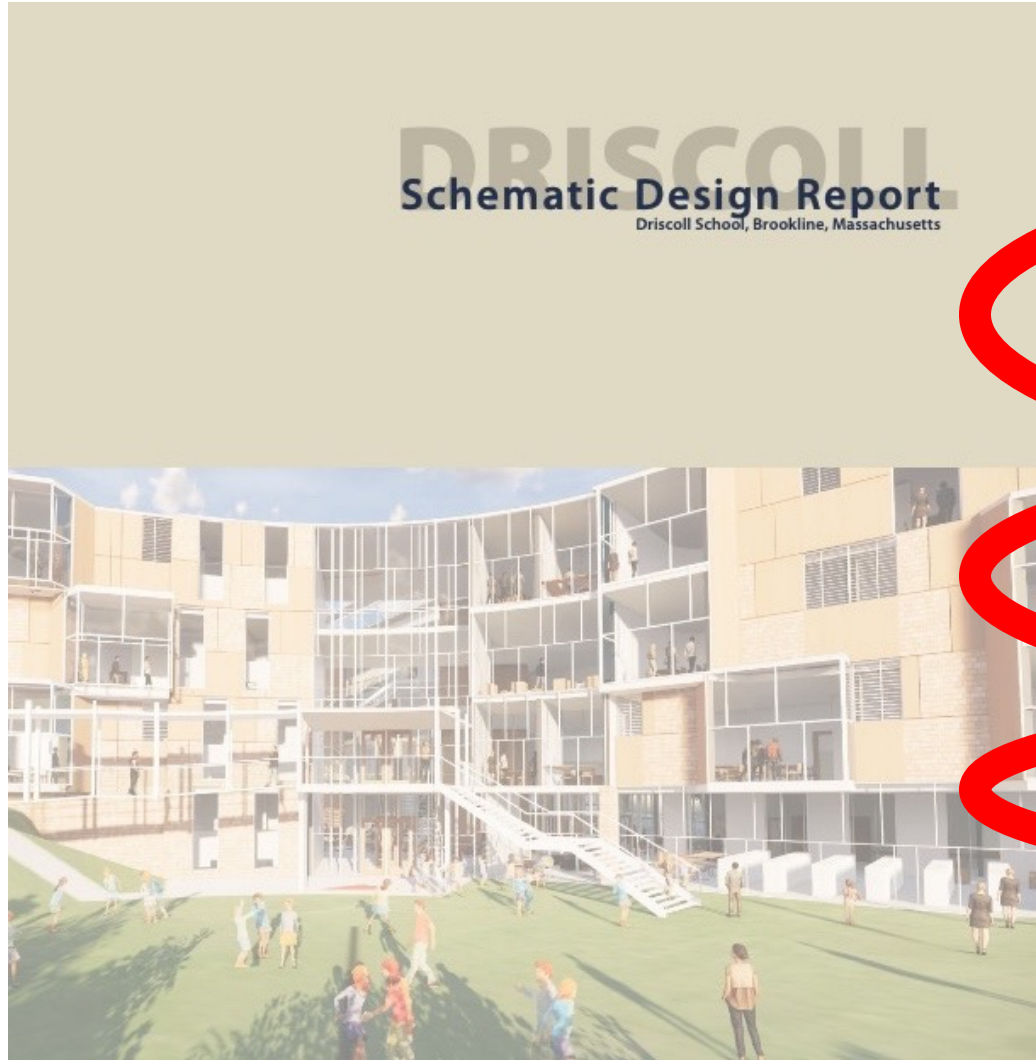 DRISCOLL
Schematic Design Report
Driscoll School, Brookline, Massachusetts